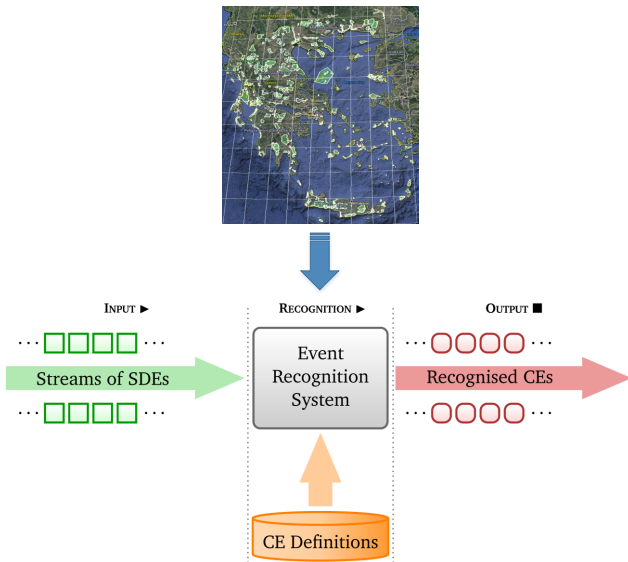 INPUT ▶
RECOGNITION ▶
OUTPUT ■
··· ···
Streams of SDEs
··· ···
Event
Recognition
System
··· ···
Recognised CEs
··· ···
CE Definitions